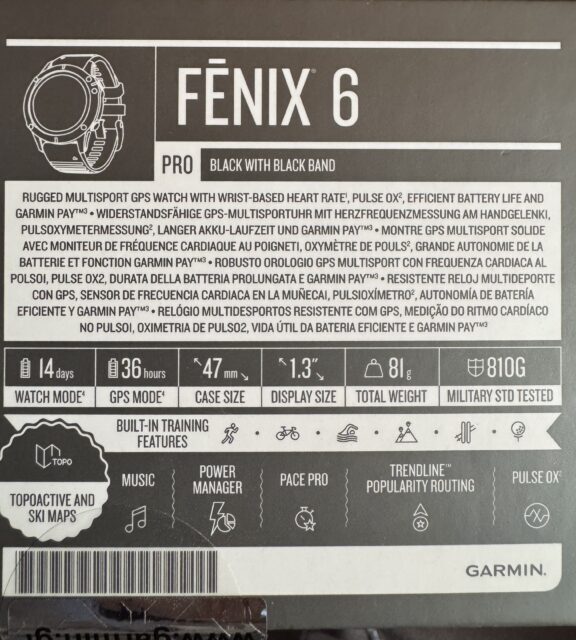 FĒNIX® 6
PRO BLACK WITH BLACK BAND
RUGGED MULTISPORT GPS WATCH WITH WRIST-BASED HEART RATE¹, PULSE OX², EFFICIENT BATTERY LIFE AND
GARMIN PAY™³ • WIDERSTANDSFÄHIGE GPS-MULTISPORTUHR MIT HERZFREQUENZMESSUNG AM HANDGELENK1,
PULSOXYMETERMESSUNG², LANGER AKKU-LAUFZEIT UND GARMIN PAY™³ • MONTRE GPS MULTISPORT SOLIDE
AVEC MONITEUR DE FRÉQUENCE CARDIAQUE AU POIGNET1, OXYMÈTRE DE POULS², GRANDE AUTONOMIE DE LA
BATTERIE ET FONCTION GARMIN PAY™³ • ROBUSTO OROLOGIO GPS MULTISPORT CON FREQUENZA CARDIACA AL
POLSO1, PULSE OX2, DURATA DELLA BATTERIA PROLUNGATA E GARMIN PAY™³ • RESISTENTE RELOJ MULTIDEPORTE
CON GPS, SENSOR DE FRECUENCIA CARDIACA EN LA MUÑECA1, PULSIOXÍMETRO², AUTONOMÍA DE BATERÍA
EFICIENTE Y GARMIN PAY™³ • RELÓGIO MULTIDESPORTOS RESISTENTE COM GPS, MEDIÇÃO DO RITMO CARDÍACO
NO PULSO1, OXIMETRIA DE PULSO2, VIDA ÚTIL DA BATERIA EFICIENTE E GARMIN PAY™³
14 days 36 hours 47 mm 1.3″ 81 g 810G
WATCH MODE⁴ GPS MODE⁴ CASE SIZE DISPLAY SIZE TOTAL WEIGHT MILITARY STD TESTED
BUILT-IN TRAINING
FEATURES
TOPO
TOPOACTIVE AND
SKI MAPS
MUSIC
POWER
MANAGER
PACE PRO
TRENDLINE™
POPULARITY ROUTING
PULSE OX²
GARMIN.
www.garmin.gr